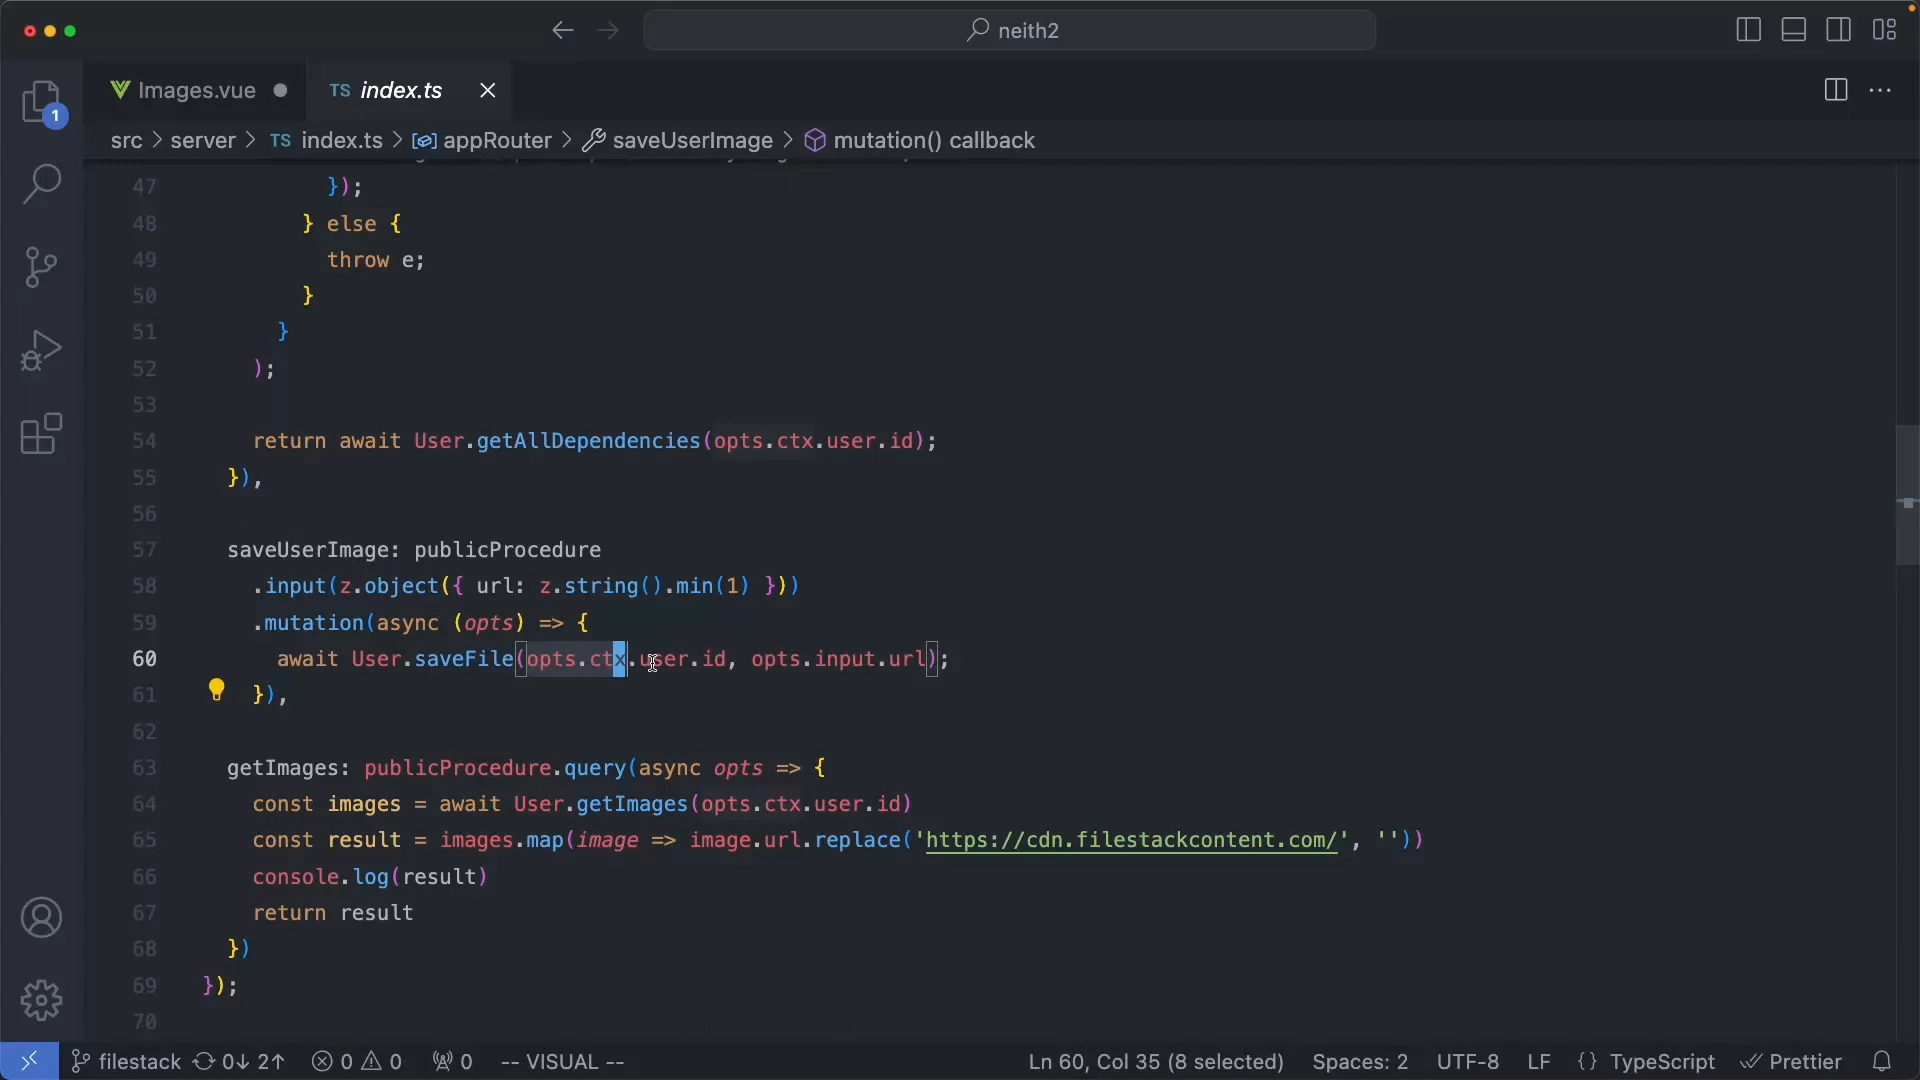 neith2
Images.vue
TS index.ts
1
src > server > TS index.ts > appRouter > saveUserImage > mutation() callback
47 });
48 } else {
49 throw e;
50 }
51 }
52 );
53
54 return await User.getAllDependencies(opts.ctx.user.id);
55 }),
56
57 saveUserImage: publicProcedure
58 .input(z.object({ url: z.string().min(1) }))
59 .mutation(async (opts) => {
60 await User.saveFile(opts.ctx.user.id, opts.input.url);
61 }),
62
63 getImages: publicProcedure.query(async opts => {
64 const images = await User.getImages(opts.ctx.user.id)
65 const result = images.map(image => image.url.replace('https://cdn.filestackcontent.com/', ''))
66 console.log(result)
67 return result
68 })
69 });
70
filestack 0↓ 2↑ 0 0 0 -- VISUAL -- Ln 60, Col 35 (8 selected) Spaces: 2 UTF-8 LF {} TypeScript Prettier